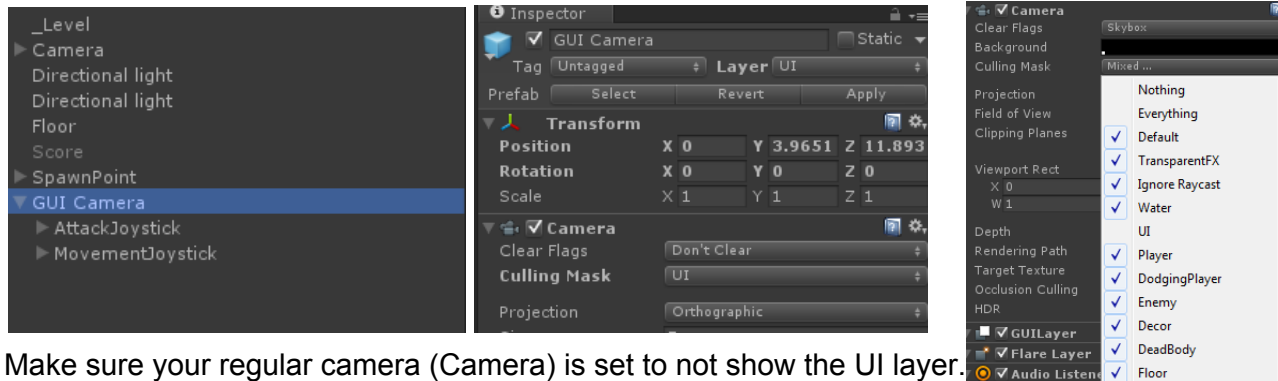 _Level
Camera
Directional light
Directional light
Floor
Score
SpawnPoint
GUI Camera
AttackJoystick
MovementJoystick
Inspector
GUI Camera Static
Tag Untagged Layer UI
Prefab Select Revert Apply
Transform
Position X 0 Y 3.9651 Z 11.893
Rotation X 0 Y 0 Z 0
Scale X 1 Y 1 Z 1
Camera
Clear Flags Don't Clear
Culling Mask UI
Projection Orthographic
Camera
Clear Flags Skybox
Background
Culling Mask Mixed ...
Projection
Field of View
Clipping Planes
Viewport Rect
X 0
W 1
Depth
Rendering Path
Target Texture
Occlusion Culling
HDR
GUILayer
Flare Layer
Audio Listene
Nothing
Everything
Default
TransparentFX
Ignore Raycast
Water
UI
Player
DodgingPlayer
Enemy
Decor
DeadBody
Floor
Make sure your regular camera (Camera) is set to not show the UI layer.